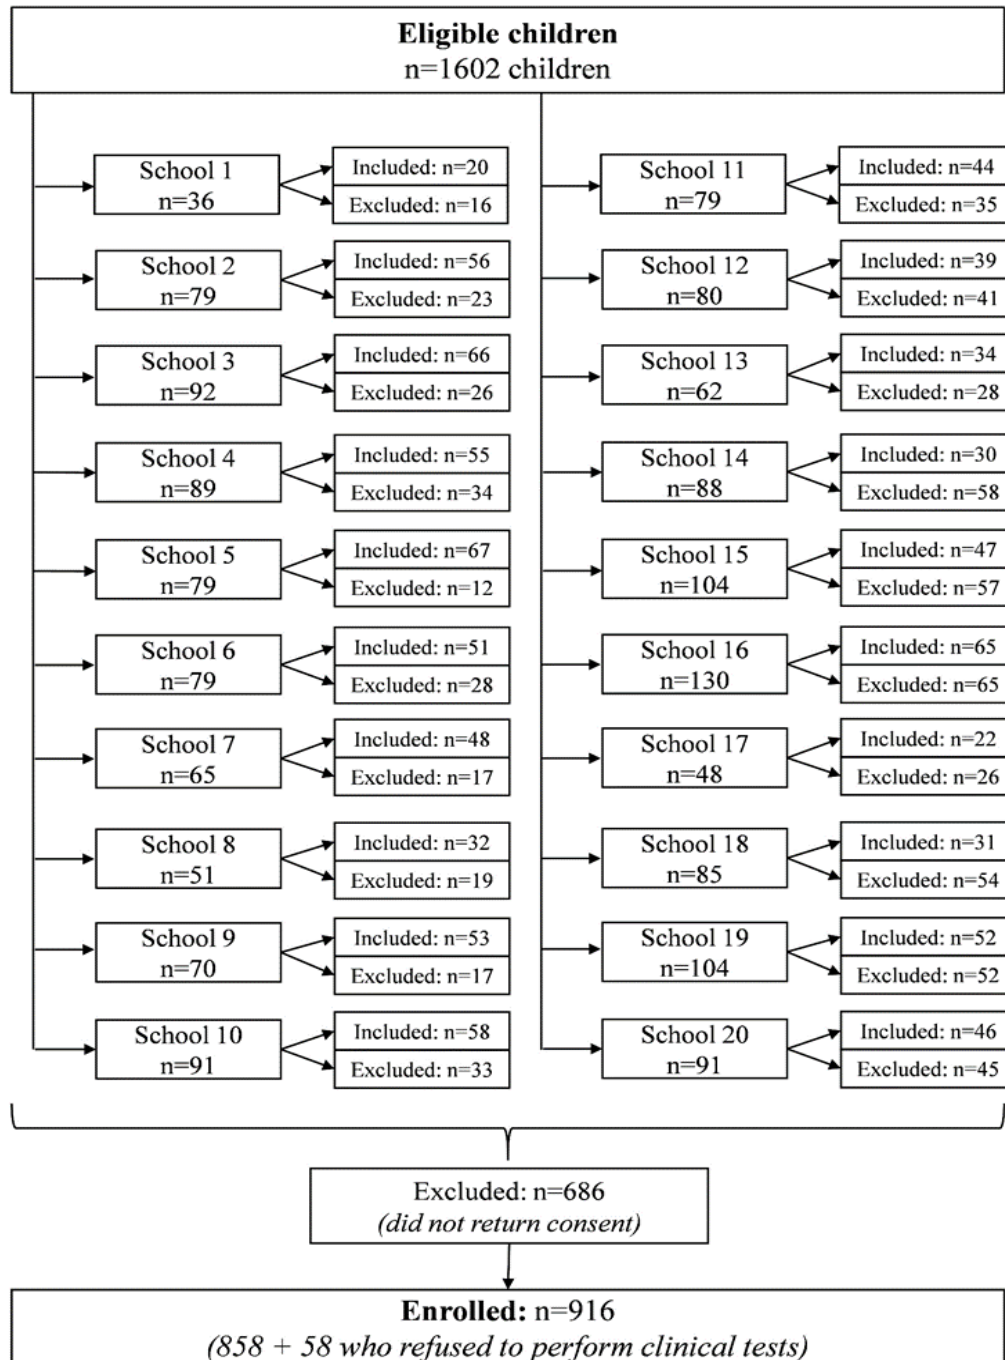 Eligible children
n=1602 children
School 1
n=36
Included: n=20
Excluded: n=16
School 2
n=79
Included: n=56
Excluded: n=23
School 3
n=92
Included: n=66
Excluded: n=26
School 4
n=89
Included: n=55
Excluded: n=34
School 5
n=79
Included: n=67
Excluded: n=12
School 6
n=79
Included: n=51
Excluded: n=28
School 7
n=65
Included: n=48
Excluded: n=17
School 8
n=51
Included: n=32
Excluded: n=19
School 9
n=70
Included: n=53
Excluded: n=17
School 10
n=91
Included: n=58
Excluded: n=33
School 11
n=79
Included: n=44
Excluded: n=35
School 12
n=80
Included: n=39
Excluded: n=41
School 13
n=62
Included: n=34
Excluded: n=28
School 14
n=88
Included: n=30
Excluded: n=58
School 15
n=104
Included: n=47
Excluded: n=57
School 16
n=130
Included: n=65
Excluded: n=65
School 17
n=48
Included: n=22
Excluded: n=26
School 18
n=85
Included: n=31
Excluded: n=54
School 19
n=104
Included: n=52
Excluded: n=52
School 20
n=91
Included: n=46
Excluded: n=45
Excluded: n=686
(did not return consent)
Enrolled: n=916
(858 + 58 who refused to perform clinical tests)